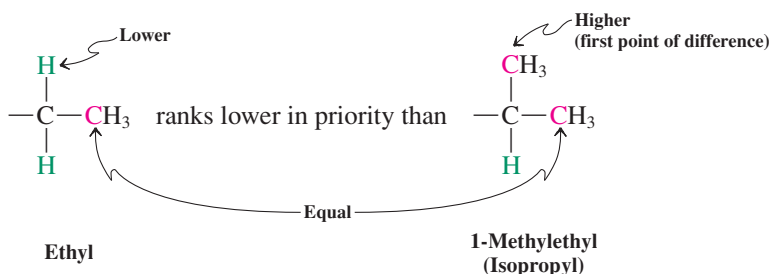 Lower
Higher
(first point of difference)
H
CH₃
— C — CH₃ ranks lower in priority than — C — CH₃
H
H
Equal
Ethyl
1-Methylethyl
(Isopropyl)